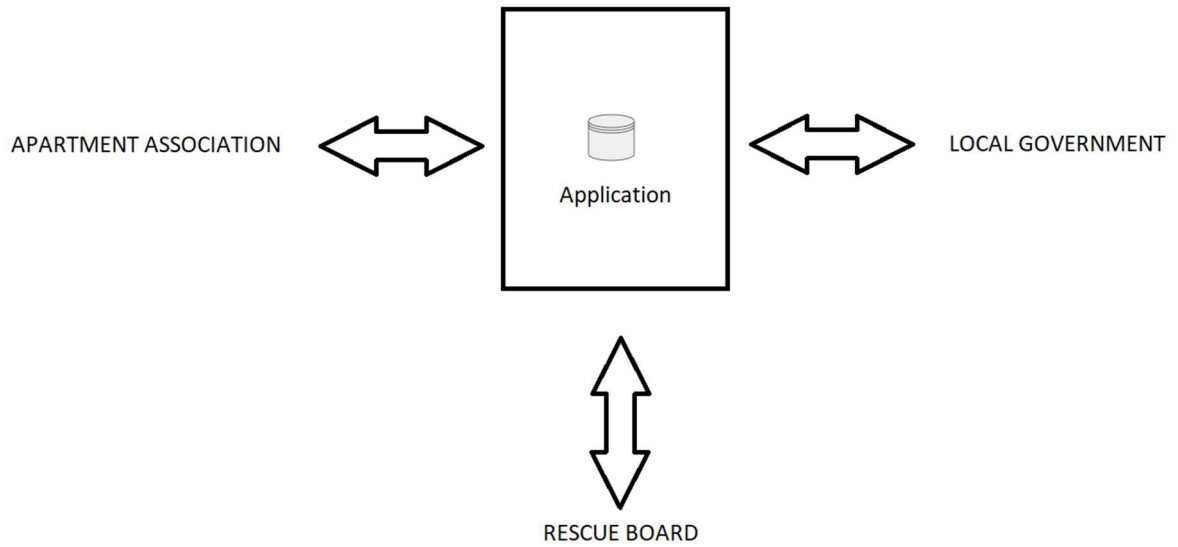 APARTMENT ASSOCIATION
Application
LOCAL GOVERNMENT
RESCUE BOARD